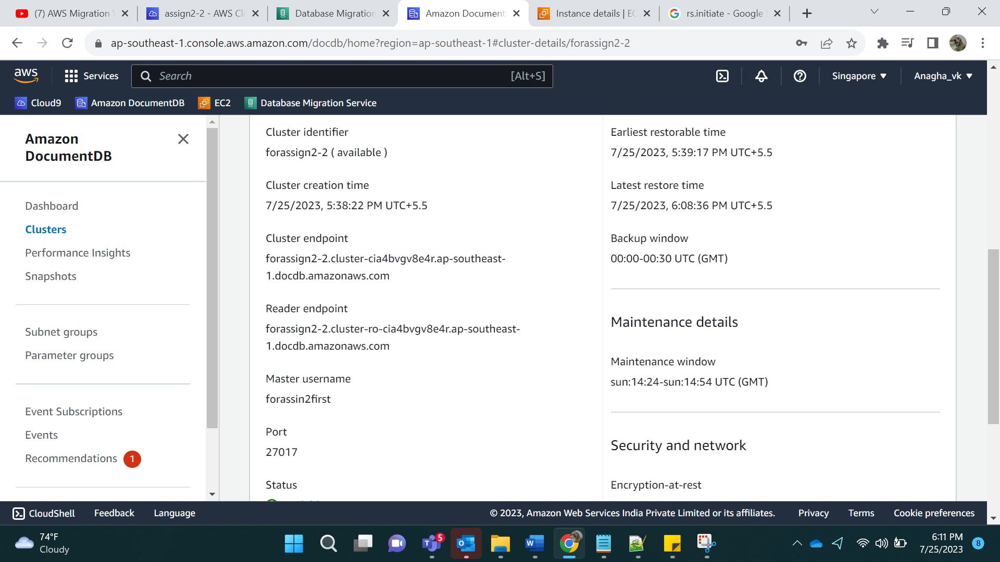 (7) AWS Migration
assign2-2 - AWS Cl
Database Migration
Amazon Document
Instance details | EC
rs.initiate - Google
ap-southeast-1.console.aws.amazon.com/docdb/home?region=ap-southeast-1#cluster-details/forassign2-2
aws
Services
Search
[Alt+S]
Singapore
Anagha_vk
Cloud9
Amazon DocumentDB
EC2
Database Migration Service
Amazon
DocumentDB
Dashboard
Clusters
Performance Insights
Snapshots
Subnet groups
Parameter groups
Event Subscriptions
Events
Recommendations 1
Cluster identifier
forassign2-2 ( available )
Cluster creation time
7/25/2023, 5:38:22 PM UTC+5.5
Cluster endpoint
forassign2-2.cluster-cia4bvgv8e4r.ap-southeast-
1.docdb.amazonaws.com
Reader endpoint
forassign2-2.cluster-ro-cia4bvgv8e4r.ap-southeast-
1.docdb.amazonaws.com
Master username
forassin2first
Port
27017
Status
Earliest restorable time
7/25/2023, 5:39:17 PM UTC+5.5
Latest restore time
7/25/2023, 6:08:36 PM UTC+5.5
Backup window
00:00-00:30 UTC (GMT)
Maintenance details
Maintenance window
sun:14:24-sun:14:54 UTC (GMT)
Security and network
Encryption-at-rest
CloudShell
Feedback
Language
© 2023, Amazon Web Services India Private Limited or its affiliates.
Privacy
Terms
Cookie preferences
74°F
Cloudy
5
6:11 PM
7/25/2023
8